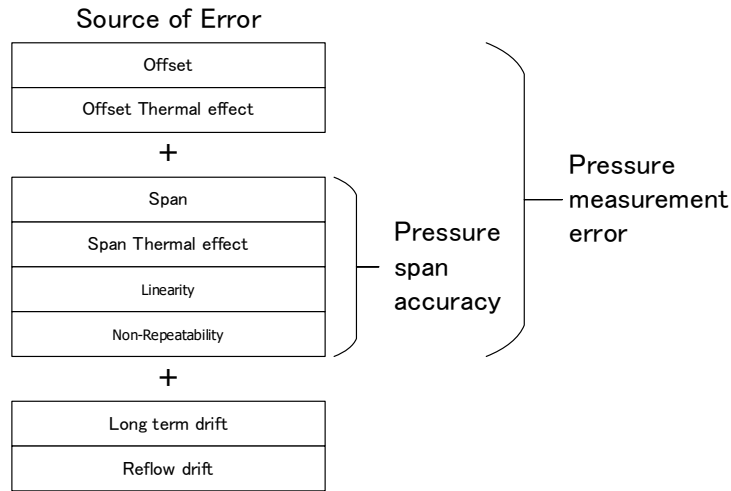 Source of Error
Offset
Offset Thermal effect
+
Span
Span Thermal effect
Linearity
Non-Repeatability
+
Long term drift
Reflow drift
Pressure
span
accuracy
Pressure
measurement
error